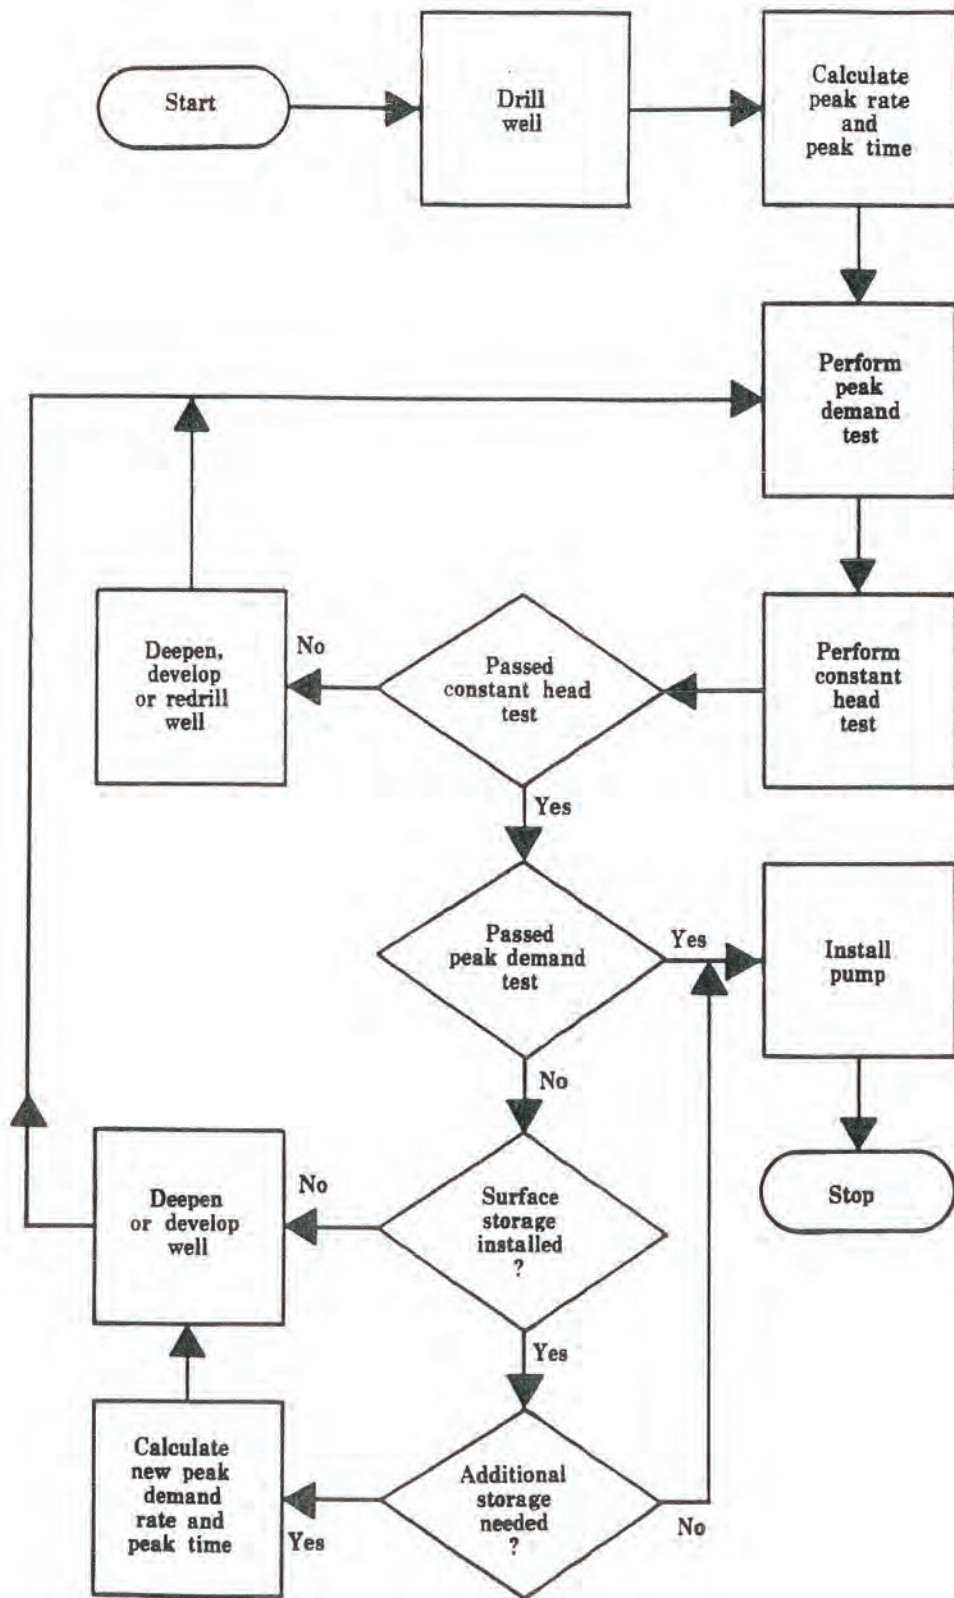 Start
Drill
well
Calculate
peak rate
and
peak time
Perform
peak
demand
test
Perform
constant
head
test
Passed
constant head
test
No
Deepen,
develop
or redrill
well
Yes
Passed
peak demand
test
Yes
Install
pump
Stop
No
Surface
storage
installed
?
No
Deepen
or develop
well
Yes
Additional
storage
needed
?
No
Yes
Calculate
new peak
demand
rate and
peak time